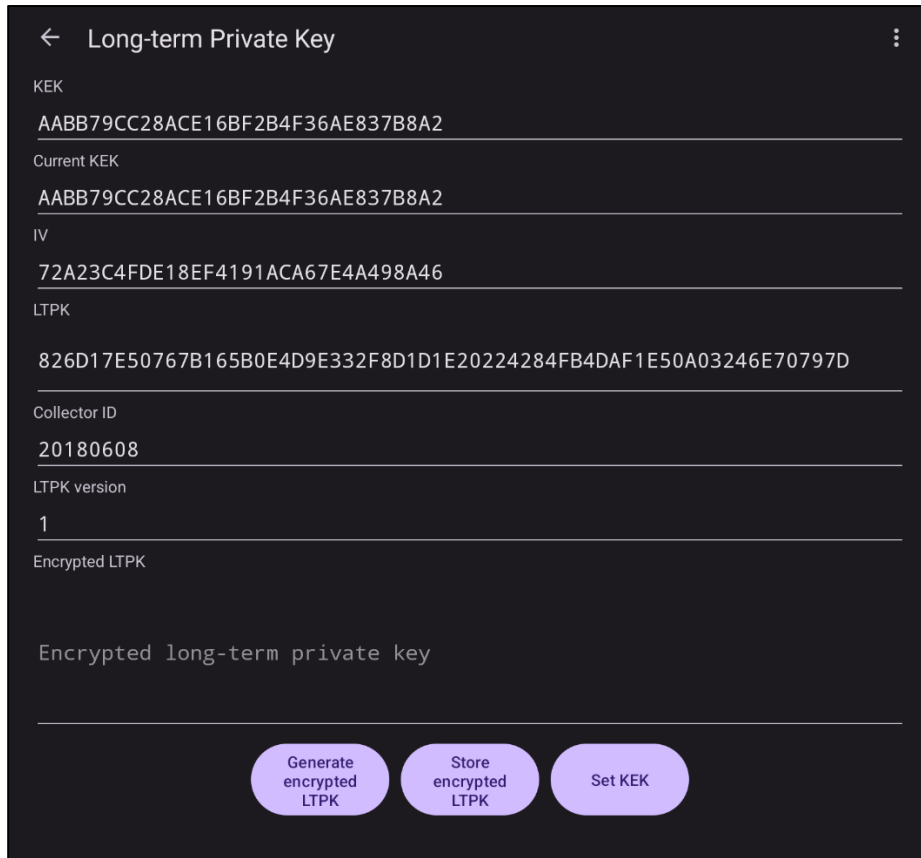 Long-term Private Key
KEK
AABB79CC28ACE16BF2B4F36AE837B8A2
Current KEK
AABB79CC28ACE16BF2B4F36AE837B8A2
IV
72A23C4FDE18EF4191ACA67E4A498A46
LTPK
826D17E50767B165B0E4D9E332F8D1D1E20224284FB4DAF1E50A03246E70797D
Collector ID
20180608
LTPK version
1
Encrypted LTPK
Encrypted long-term private key
Generate
encrypted
LTPK
Store
encrypted
LTPK
Set KEK